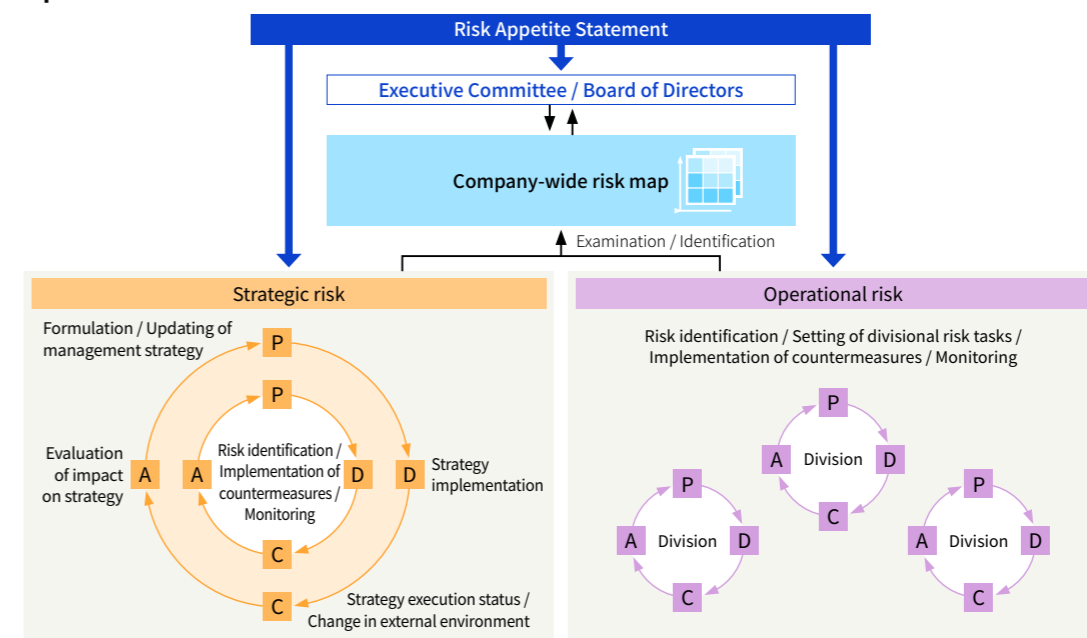 Risk Appetite Statement
Executive Committee / Board of Directors
Company-wide risk map
Examination / Identification
Strategic risk
Formulation / Updating of
management strategy
P
P
Evaluation
of impact
on strategy
A
A
Risk identification /
Implementation of
countermeasures /
Monitoring
D
D
Strategy
implementation
C
C
Strategy execution status /
Change in external environment
Operational risk
Risk identification / Setting of divisional risk tasks /
Implementation of countermeasures / Monitoring
P
A
Division
D
C
P
A
Division
D
C
P
A
Division
D
C